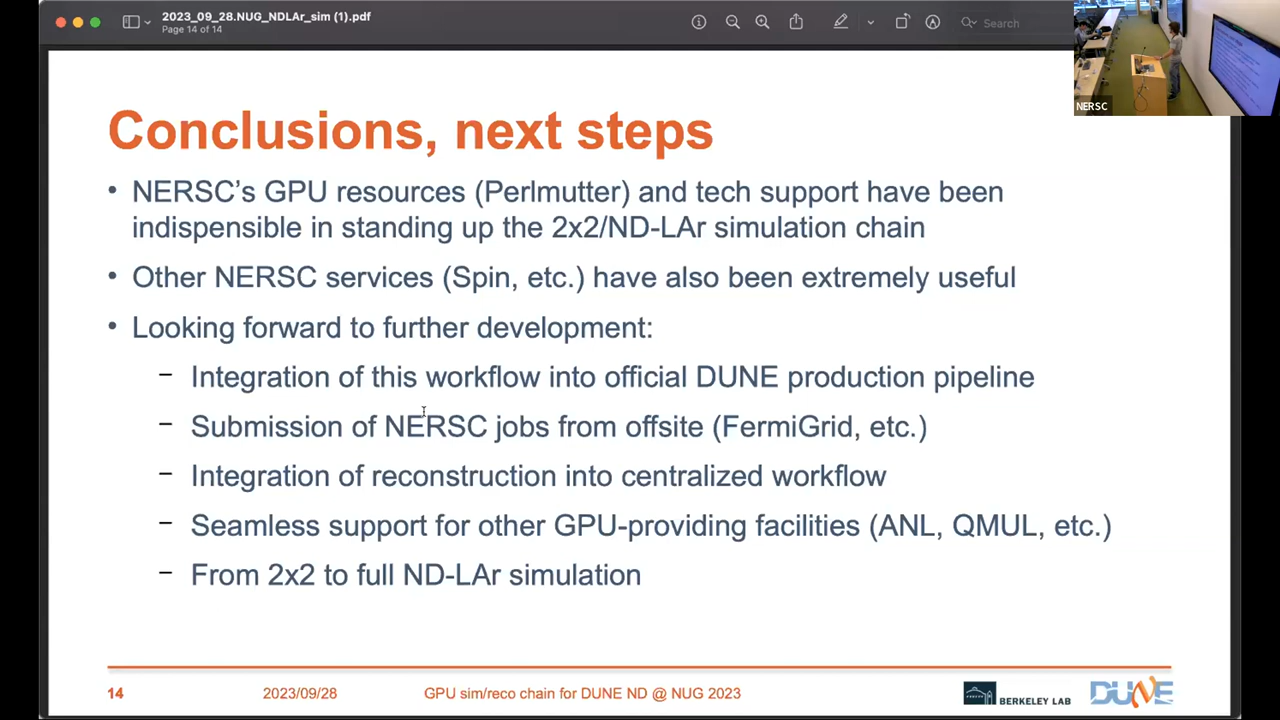 2023_09_28.NUG_NDLAr_sim (1).pdf
Page 14 of 14
Search
NERSC
Conclusions, next steps
• NERSC's GPU resources (Perlmutter) and tech support have been
indispensible in standing up the 2x2/ND-LAr simulation chain
• Other NERSC services (Spin, etc.) have also been extremely useful
• Looking forward to further development:
– Integration of this workflow into official DUNE production pipeline
– Submission of NERSC jobs from offsite (FermiGrid, etc.)
– Integration of reconstruction into centralized workflow
– Seamless support for other GPU-providing facilities (ANL, QMUL, etc.)
– From 2x2 to full ND-LAr simulation
14 2023/09/28 GPU sim/reco chain for DUNE ND @ NUG 2023 BERKELEY LAB DUNE